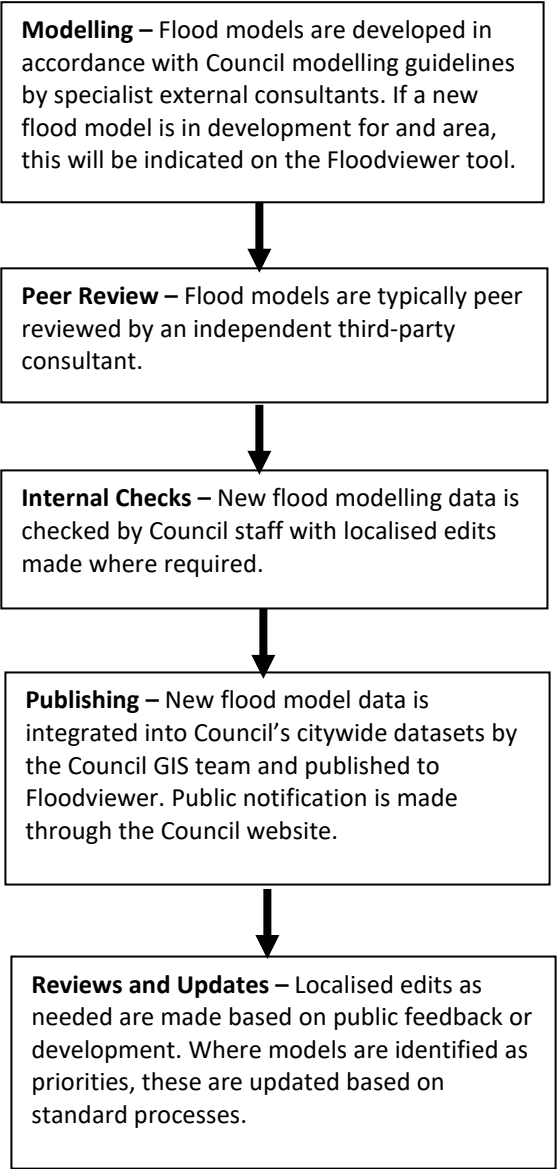 Modelling – Flood models are developed in
accordance with Council modelling guidelines
by specialist external consultants. If a new
flood model is in development for and area,
this will be indicated on the Floodviewer tool.
Peer Review – Flood models are typically peer
reviewed by an independent third-party
consultant.
Internal Checks – New flood modelling data is
checked by Council staff with localised edits
made where required.
Publishing – New flood model data is
integrated into Council’s citywide datasets by
the Council GIS team and published to
Floodviewer. Public notification is made
through the Council website.
Reviews and Updates – Localised edits as
needed are made based on public feedback or
development. Where models are identified as
priorities, these are updated based on
standard processes.